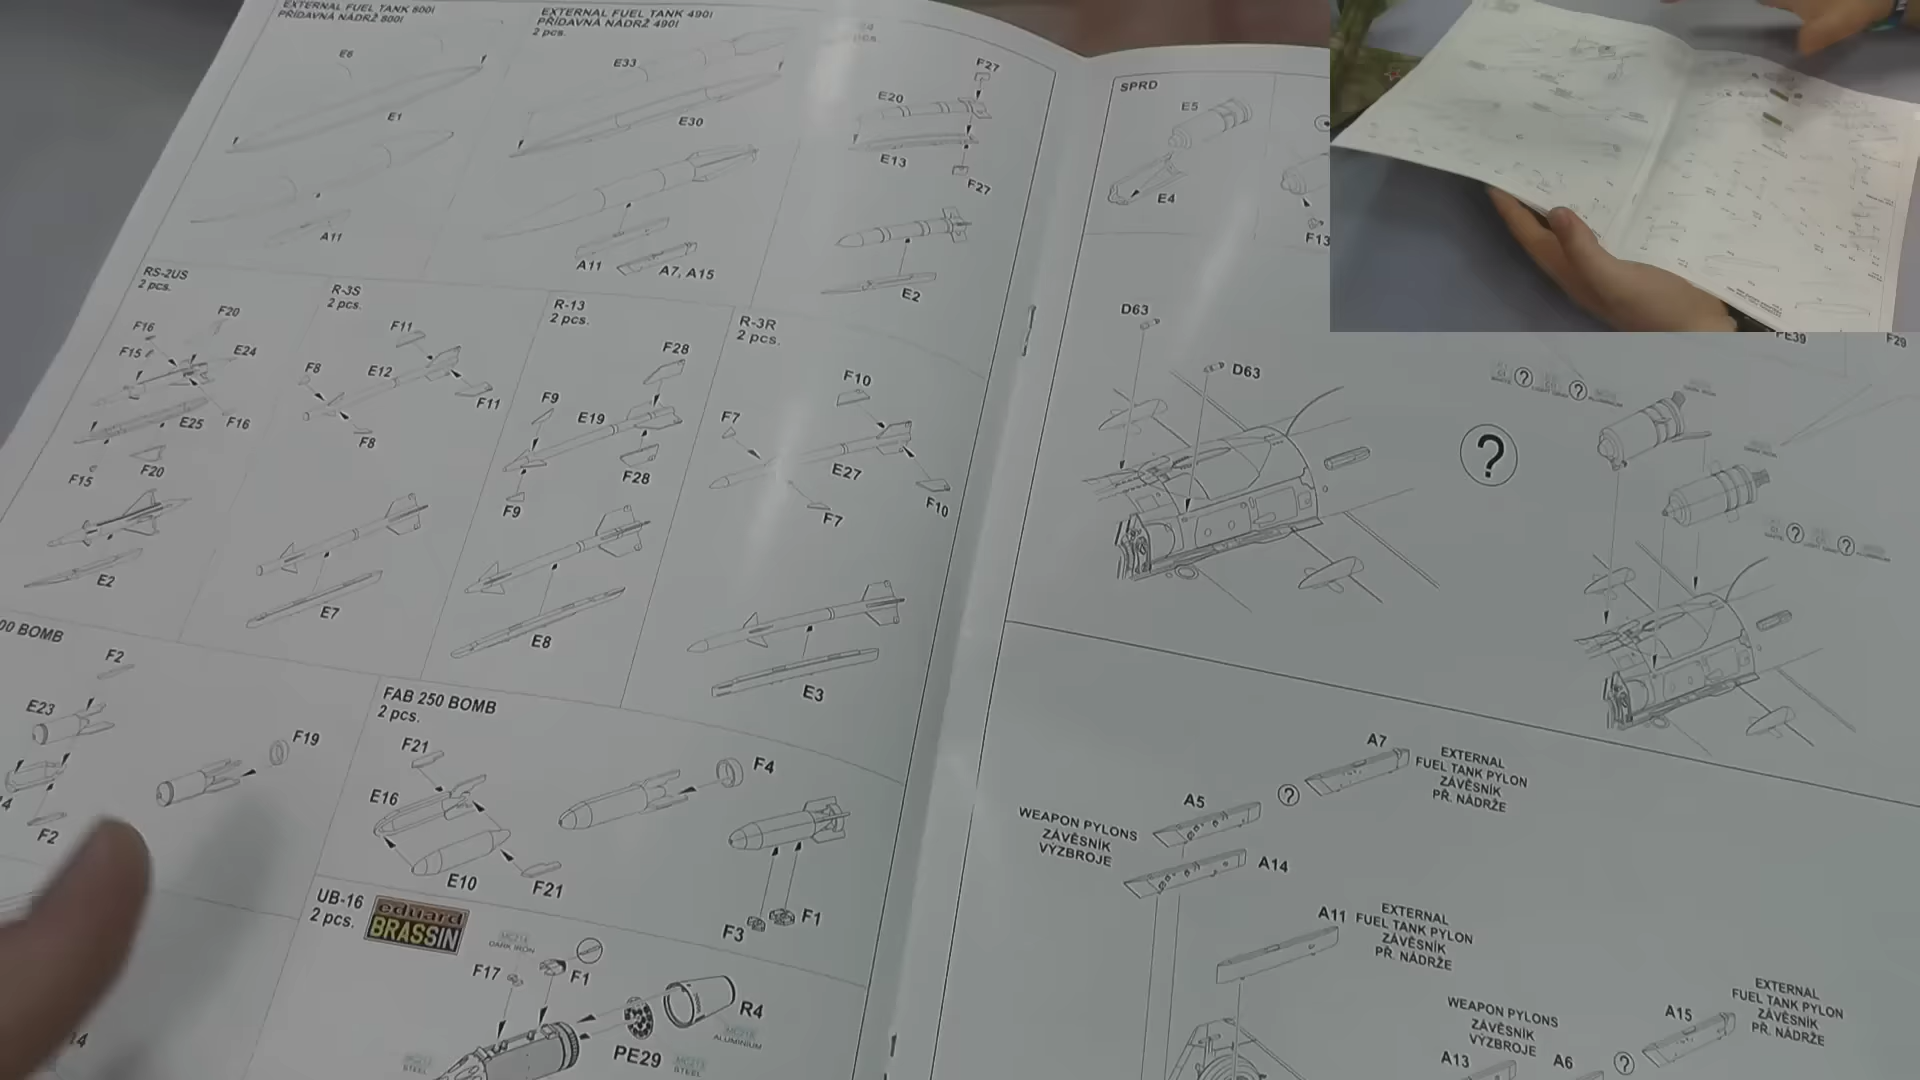 EXTERNAL FUEL TANK 800l
PŘÍDAVNÁ NÁDRŽ 800l
E6
E1
A11
EXTERNAL FUEL TANK 490l
PŘÍDAVNÁ NÁDRŽ 490l
2 pcs.
E33
E30
A11
A7, A15
F27
E20
E13
F27
E2
RS-2US
2 pcs.
F20
F16
F15
E24
E25
F16
F20
F15
E2
R-3S
2 pcs.
F11
F8
E12
F11
F8
E7
R-13
2 pcs.
F28
F9
E19
F28
F9
E8
R-3R
2 pcs.
F10
F7
E27
F10
F7
E3
BOMB
F2
E23
F19
F2
FAB 250 BOMB
2 pcs.
F21
F4
E16
E10
F21
F3
F1
UB-16
2 pcs.
eduard
BRASSIN
DARK IRON
F17
F1
R4
ALUMINIUM
PE29
STEEL
STEEL
SPRD
E5
E4
F13
D63
D63
?
PE39
F29
?
?
?
?
A7
EXTERNAL
FUEL TANK PYLON
ZÁVĚSNÍK
PŘ. NÁDRŽE
A5
?
WEAPON PYLONS
ZÁVĚSNÍK
VÝZBROJE
A14
A11
EXTERNAL
FUEL TANK PYLON
ZÁVĚSNÍK
PŘ. NÁDRŽE
WEAPON PYLONS
ZÁVĚSNÍK
VÝZBROJE
A13
A6
?
A15
EXTERNAL
FUEL TANK PYLON
ZÁVĚSNÍK
PŘ. NÁDRŽE